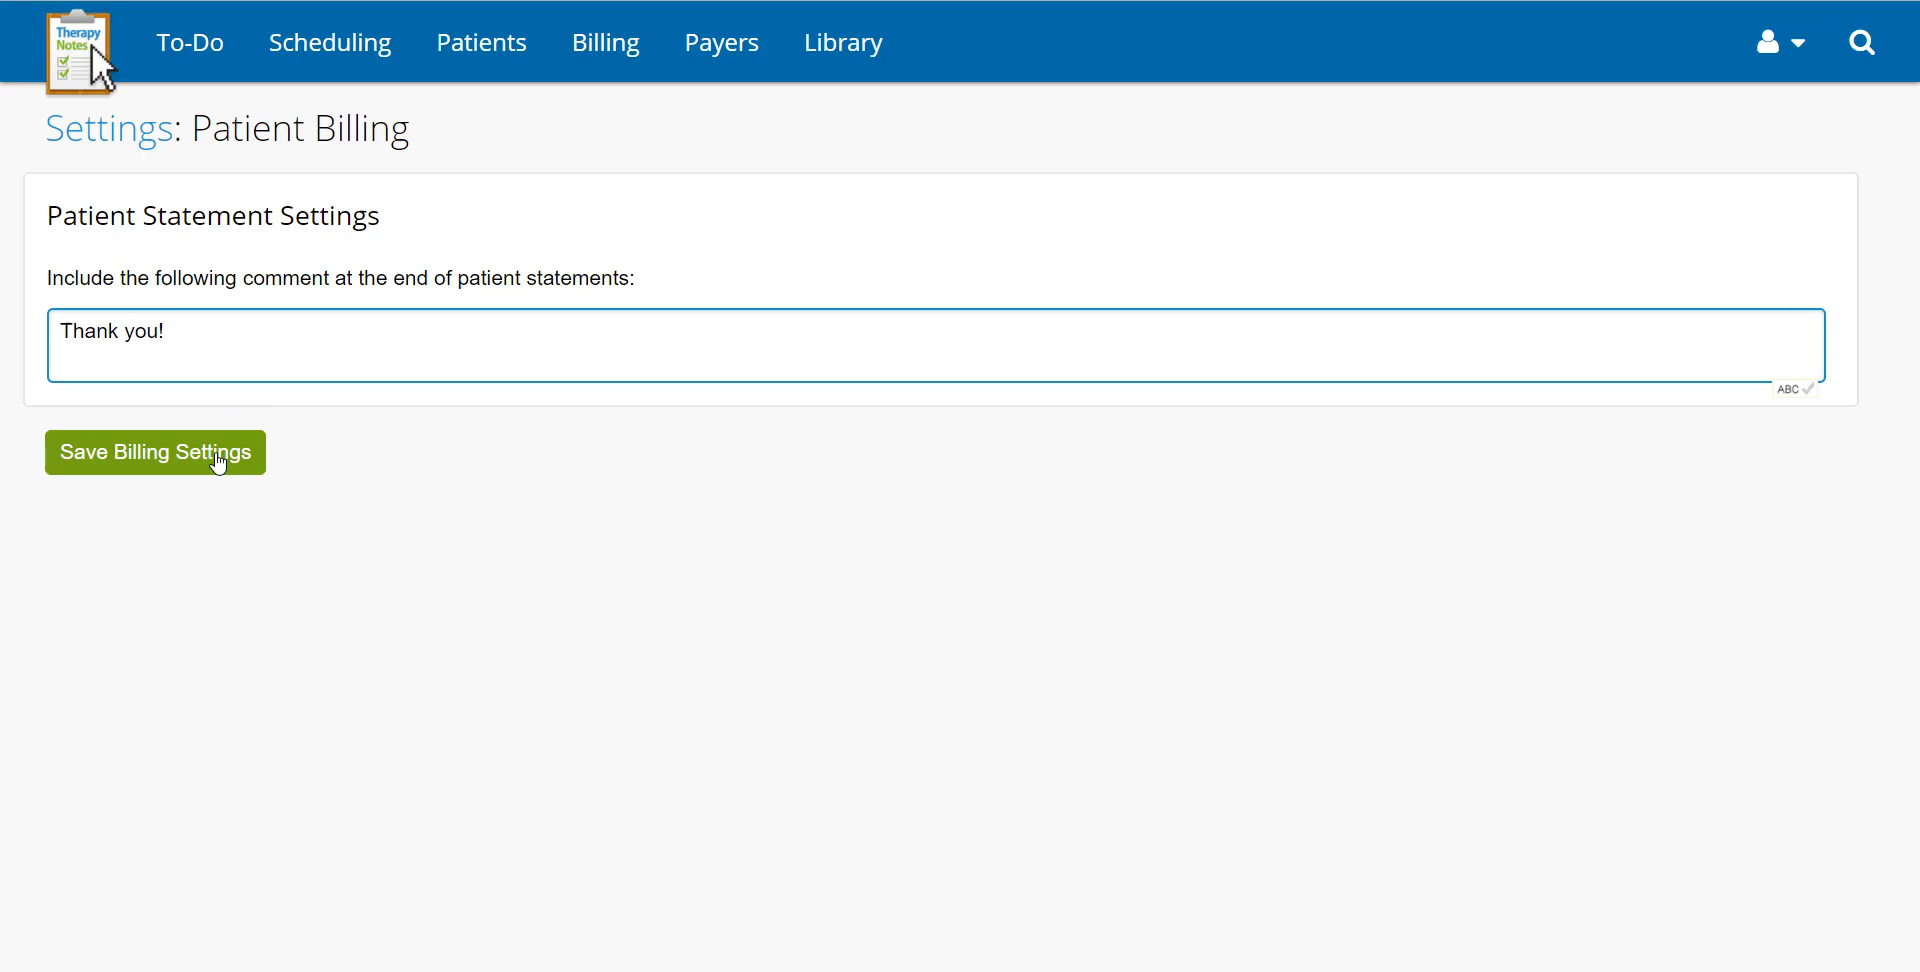 Therapy
Notes
To-Do Scheduling Patients Billing Payers Library
Settings: Patient Billing
Patient Statement Settings
Include the following comment at the end of patient statements:
Thank you!
ABC
Save Billing Settings